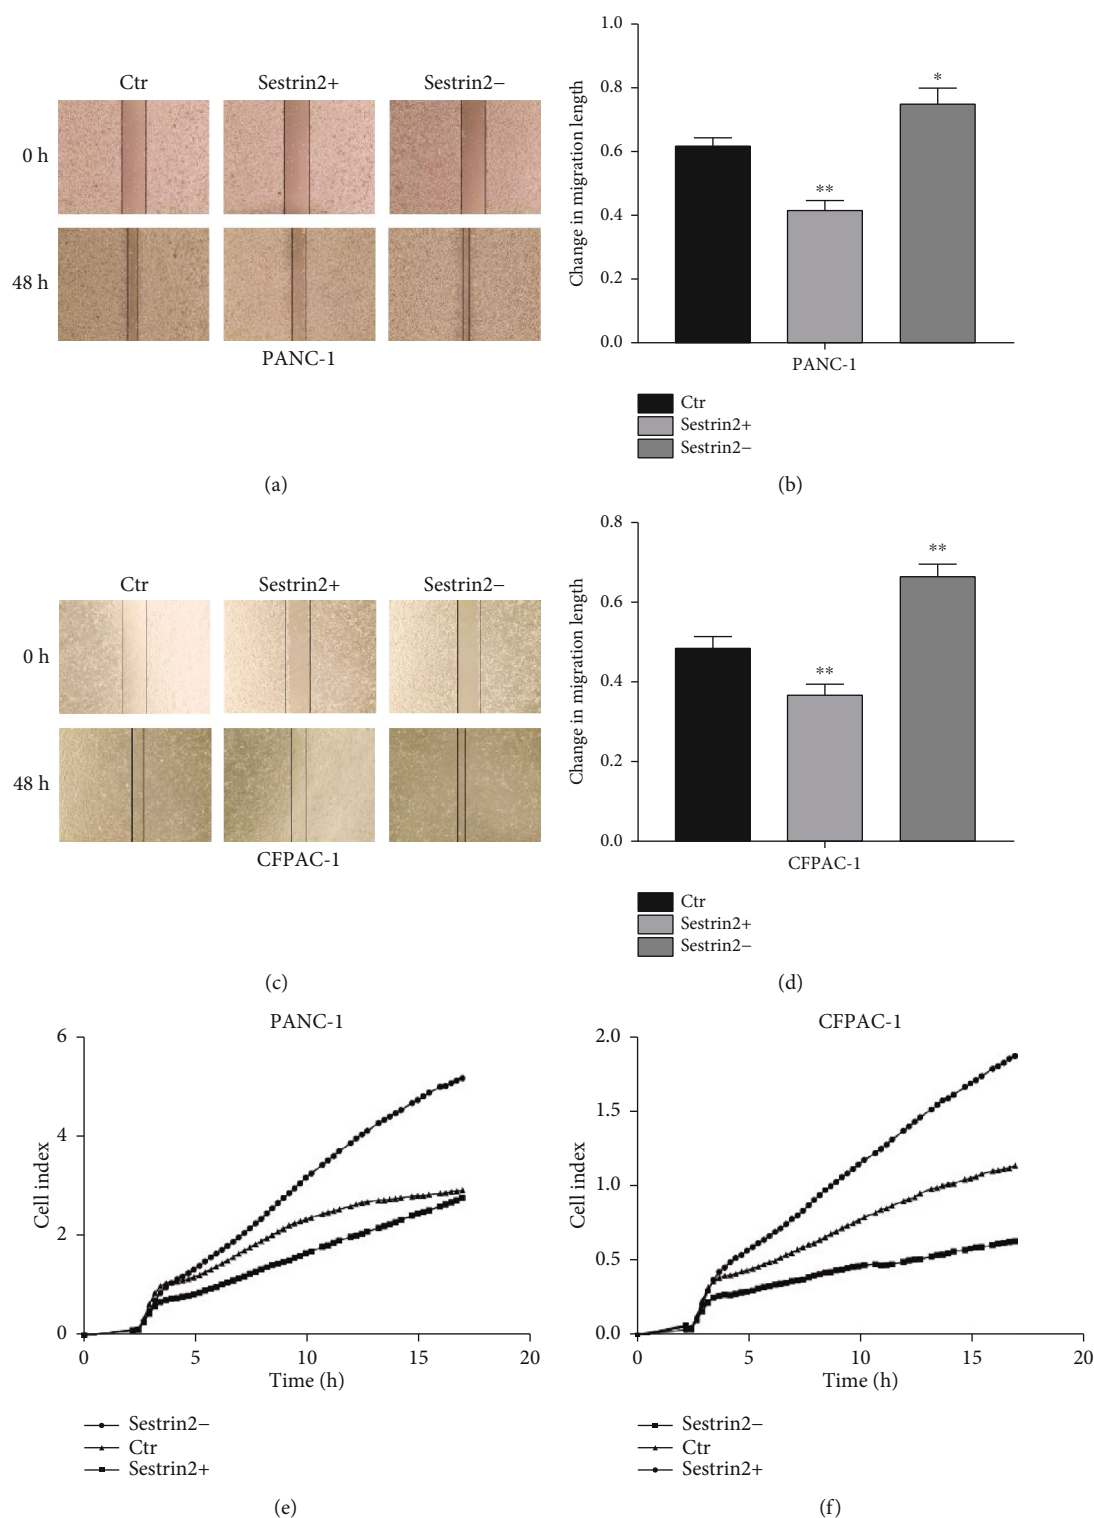 Ctr Sestrin2+ Sestrin2−
0 h
48 h
PANC-1
(a)
1.0
0.8
0.6
0.4
0.2
0.0
Change in migration length
**
*
PANC-1
Ctr
Sestrin2+
Sestrin2−
(b)
Ctr Sestrin2+ Sestrin2−
0 h
48 h
CFPAC-1
(c)
0.8
0.6
0.4
0.2
0.0
Change in migration length
**
**
CFPAC-1
Ctr
Sestrin2+
Sestrin2−
(d)
PANC-1
6
4
2
0
Cell index
0 5 10 15 20
Time (h)
Sestrin2−
Ctr
Sestrin2+
(e)
CFPAC-1
2.0
1.5
1.0
0.5
0.0
Cell index
0 5 10 15 20
Time (h)
Sestrin2−
Ctr
Sestrin2+
(f)